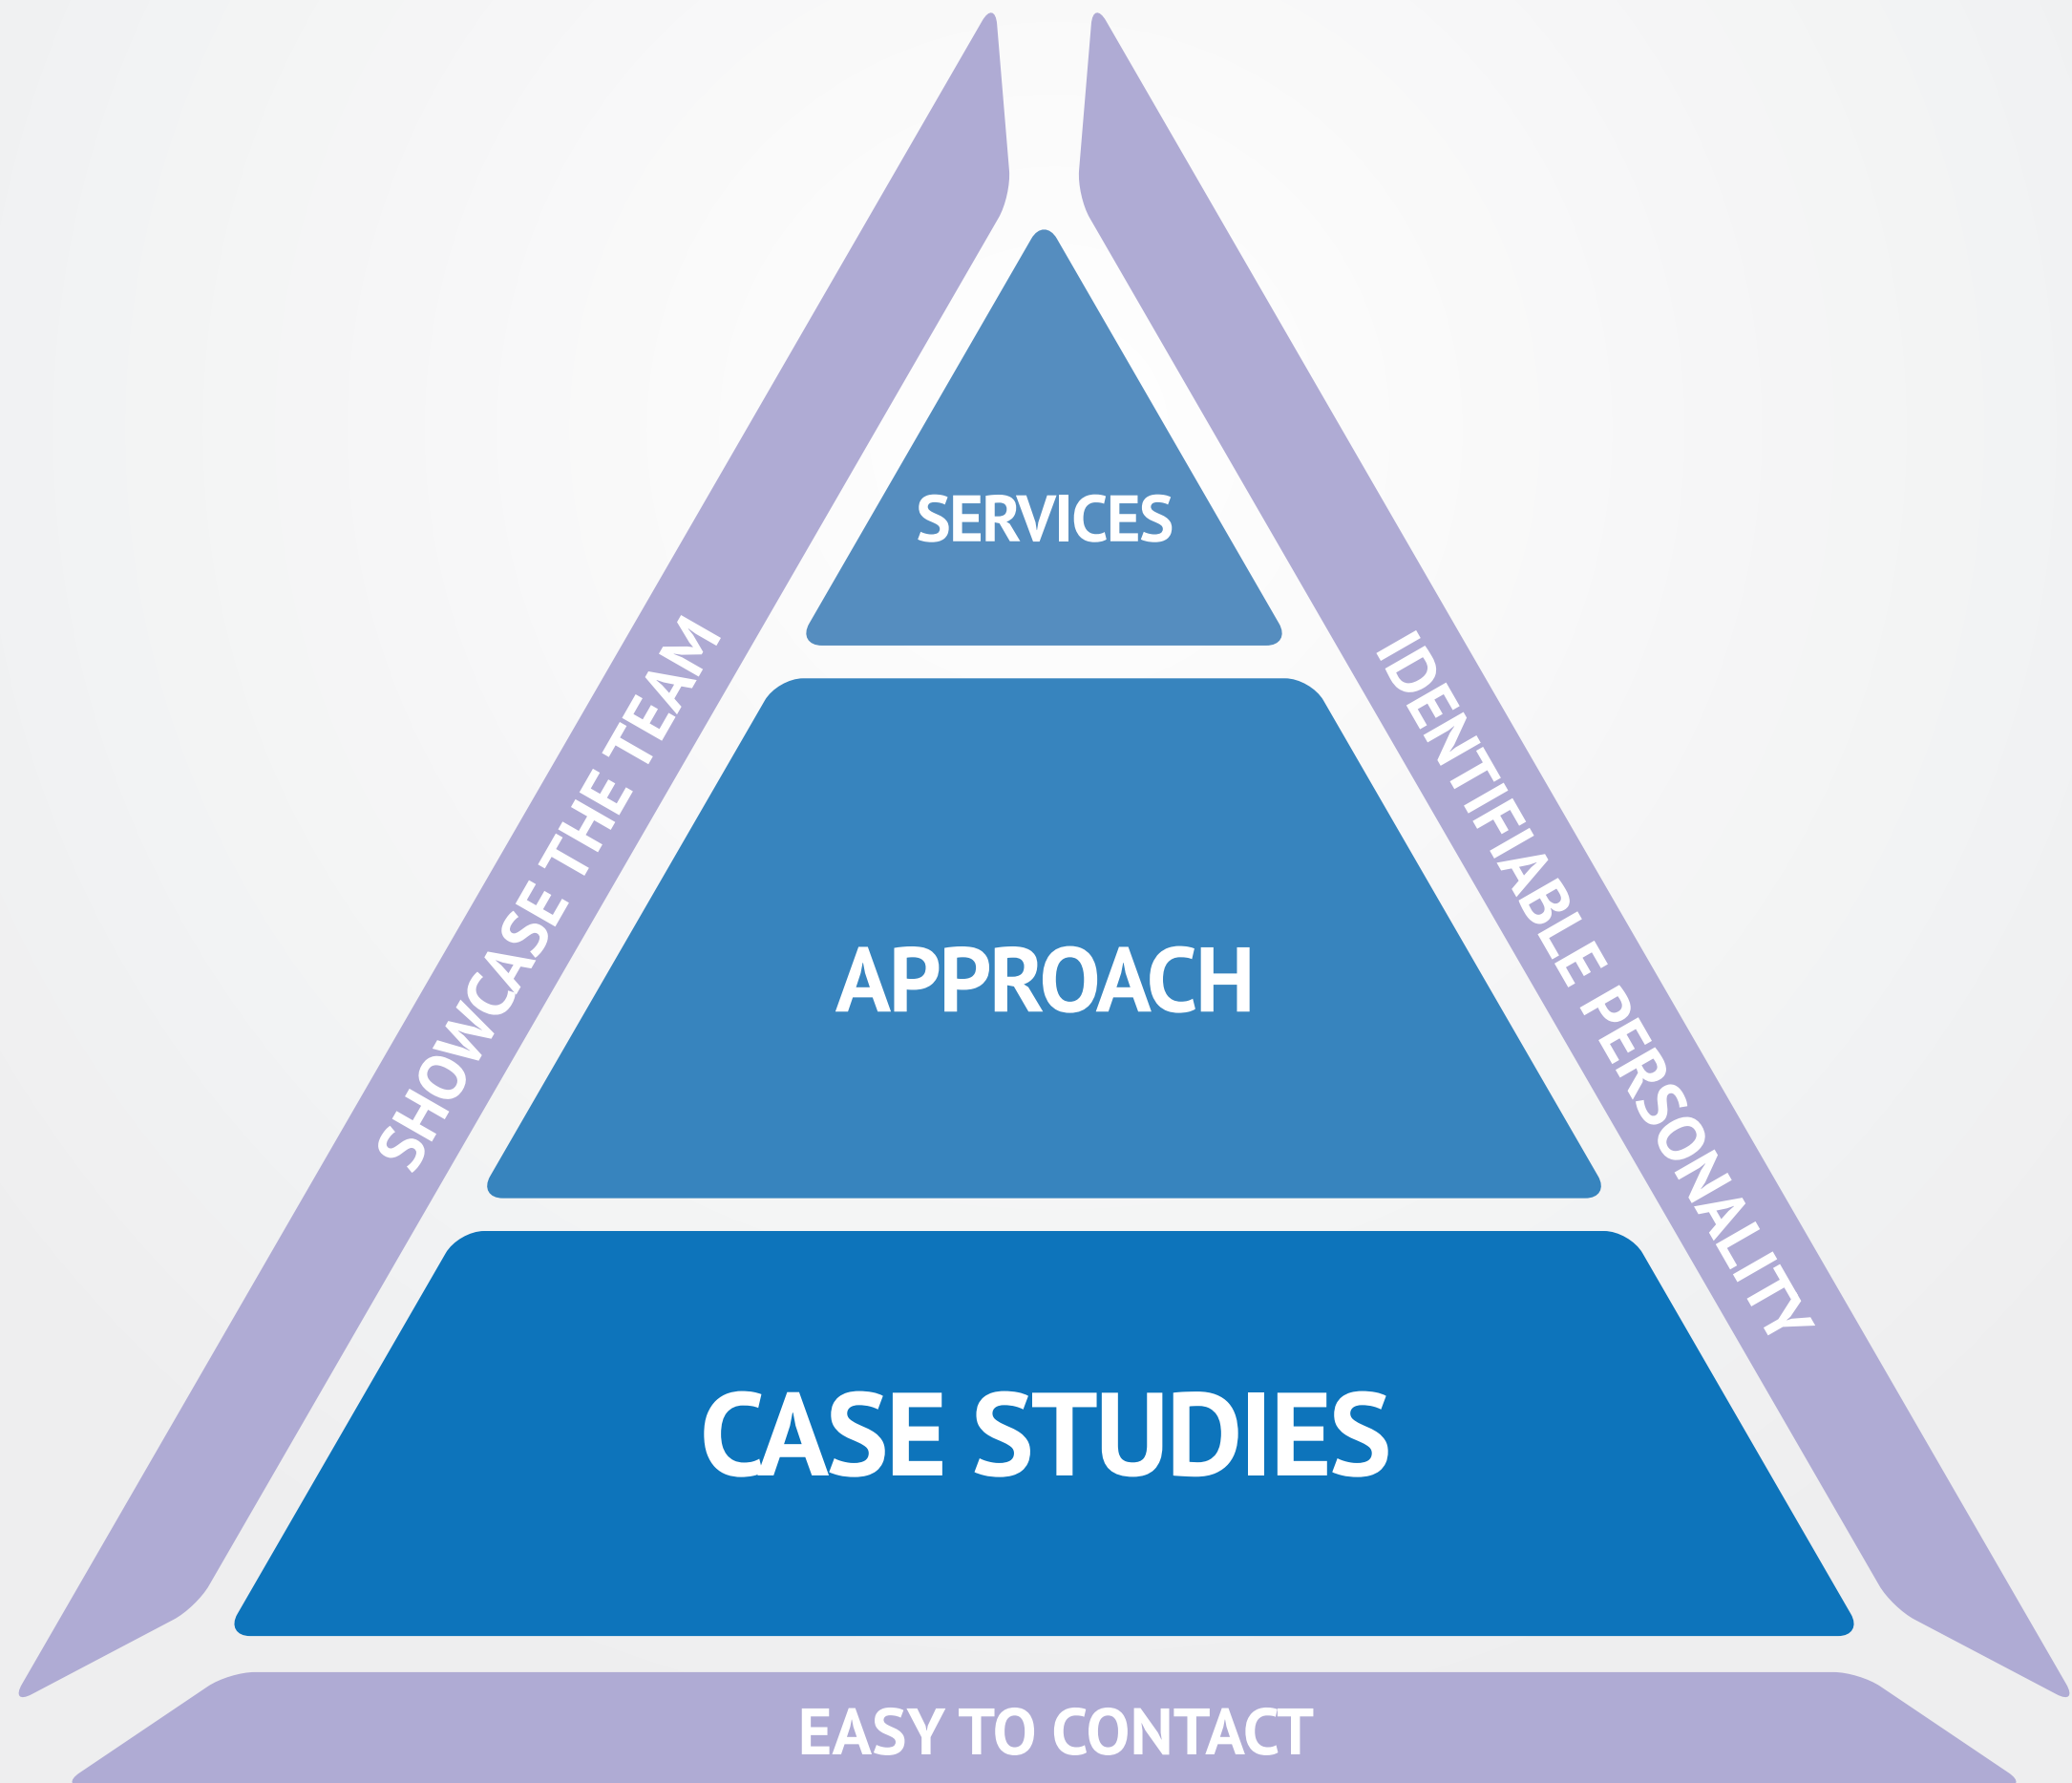 SERVICES
SHOWCASE THE TEAM
IDENTIFIABLE PERSONALITY
APPROACH
CASE STUDIES
EASY TO CONTACT